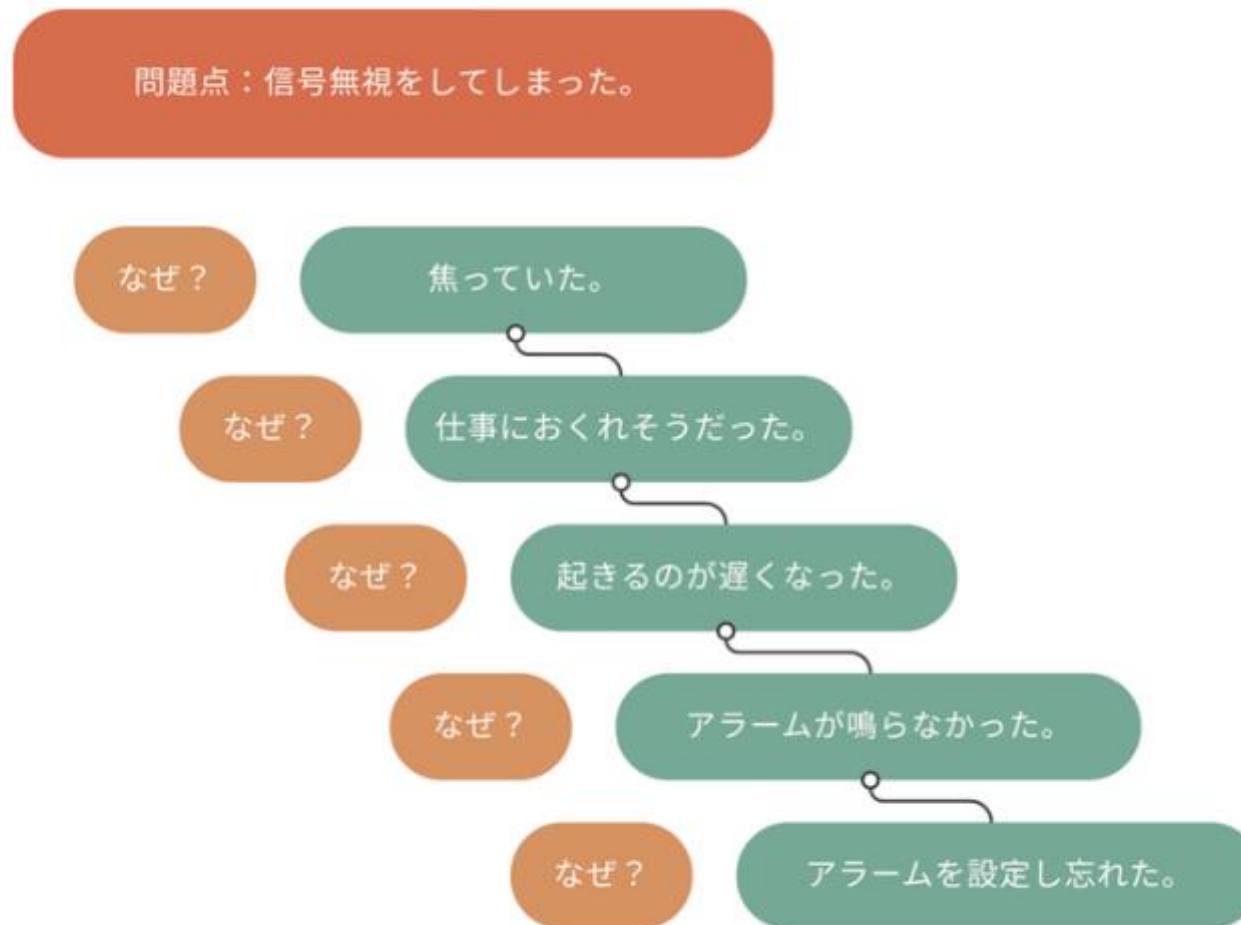 問題点：信号無視をしてしまった。
なぜ？
焦っていた。
なぜ？
仕事におくれそうだった。
なぜ？
起きるのが遅くなった。
なぜ？
アラームが鳴らなかった。
なぜ？
アラームを設定し忘れた。